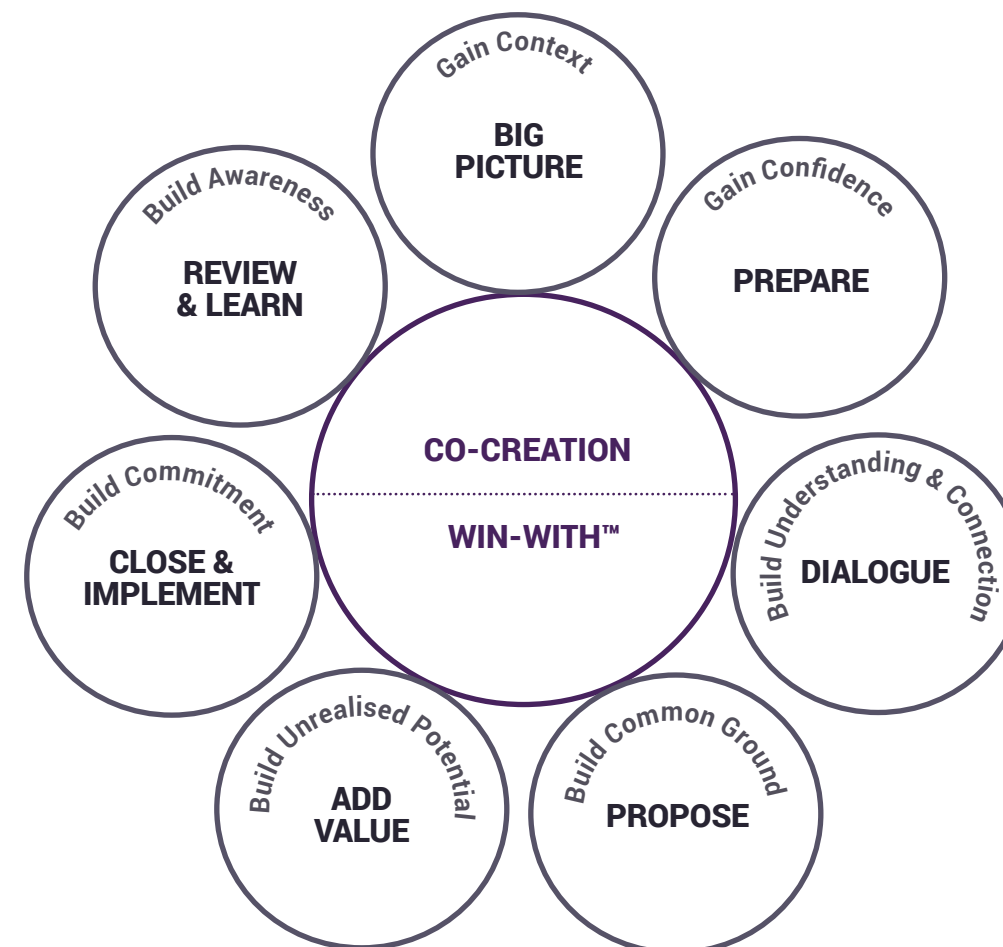 Gain Context
BIG
PICTURE
Gain Confidence
PREPARE
Build Understanding & Connection
DIALOGUE
Build Common Ground
PROPOSE
Build Unrealised Potential
ADD
VALUE
Build Commitment
CLOSE &
IMPLEMENT
Build Awareness
REVIEW
& LEARN
CO-CREATION
WIN-WITH™